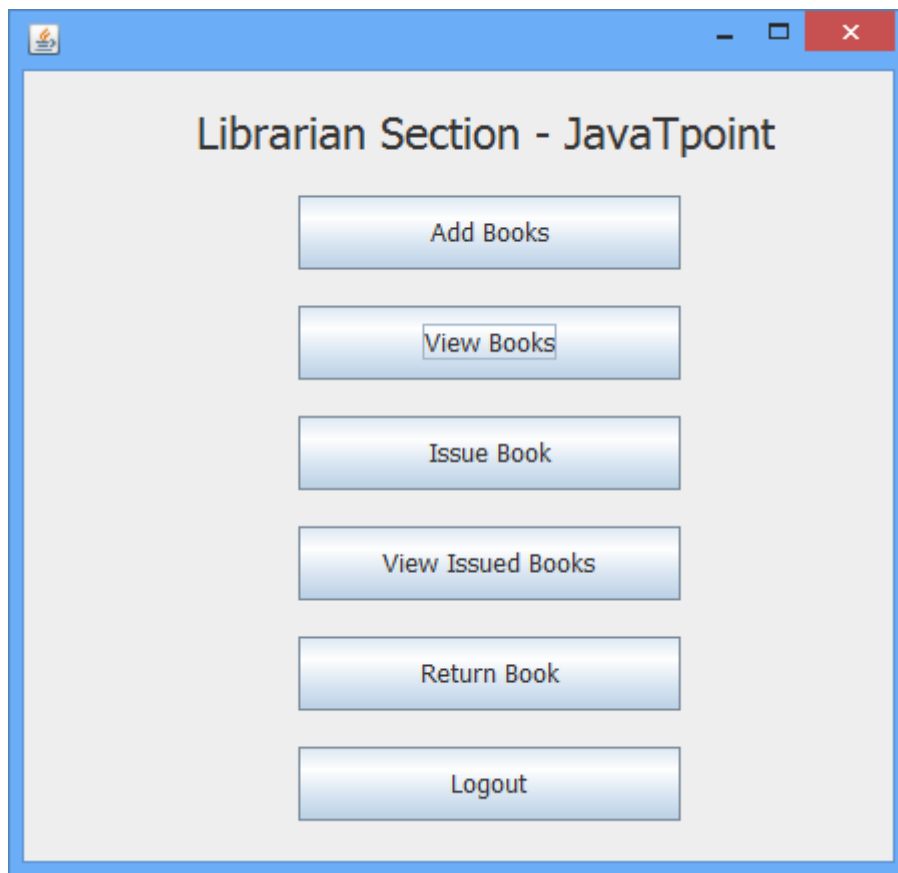 Librarian Section - JavaTpoint
Add Books
View Books
Issue Book
View Issued Books
Return Book
Logout